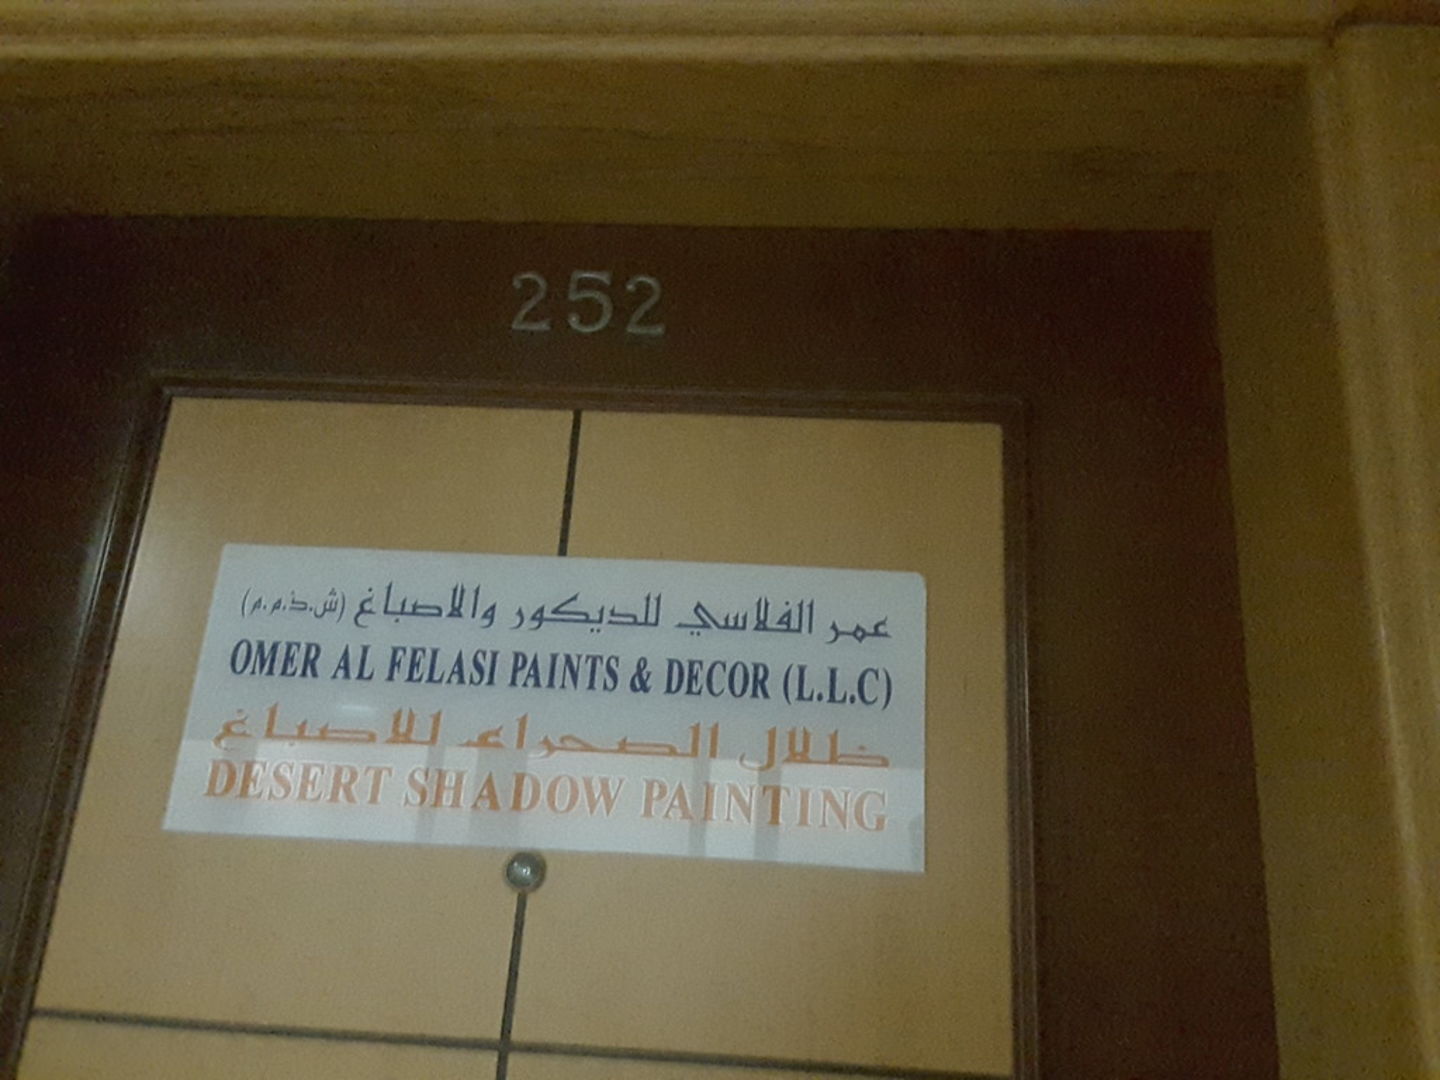 252
عمر الفلاسي للديكور والاصباغ (ش.ذ.م.م)
OMER AL FELASI PAINTS & DECOR (L.L.C)
ظلال الصحراء للاصباغ
DESERT SHADOW PAINTING